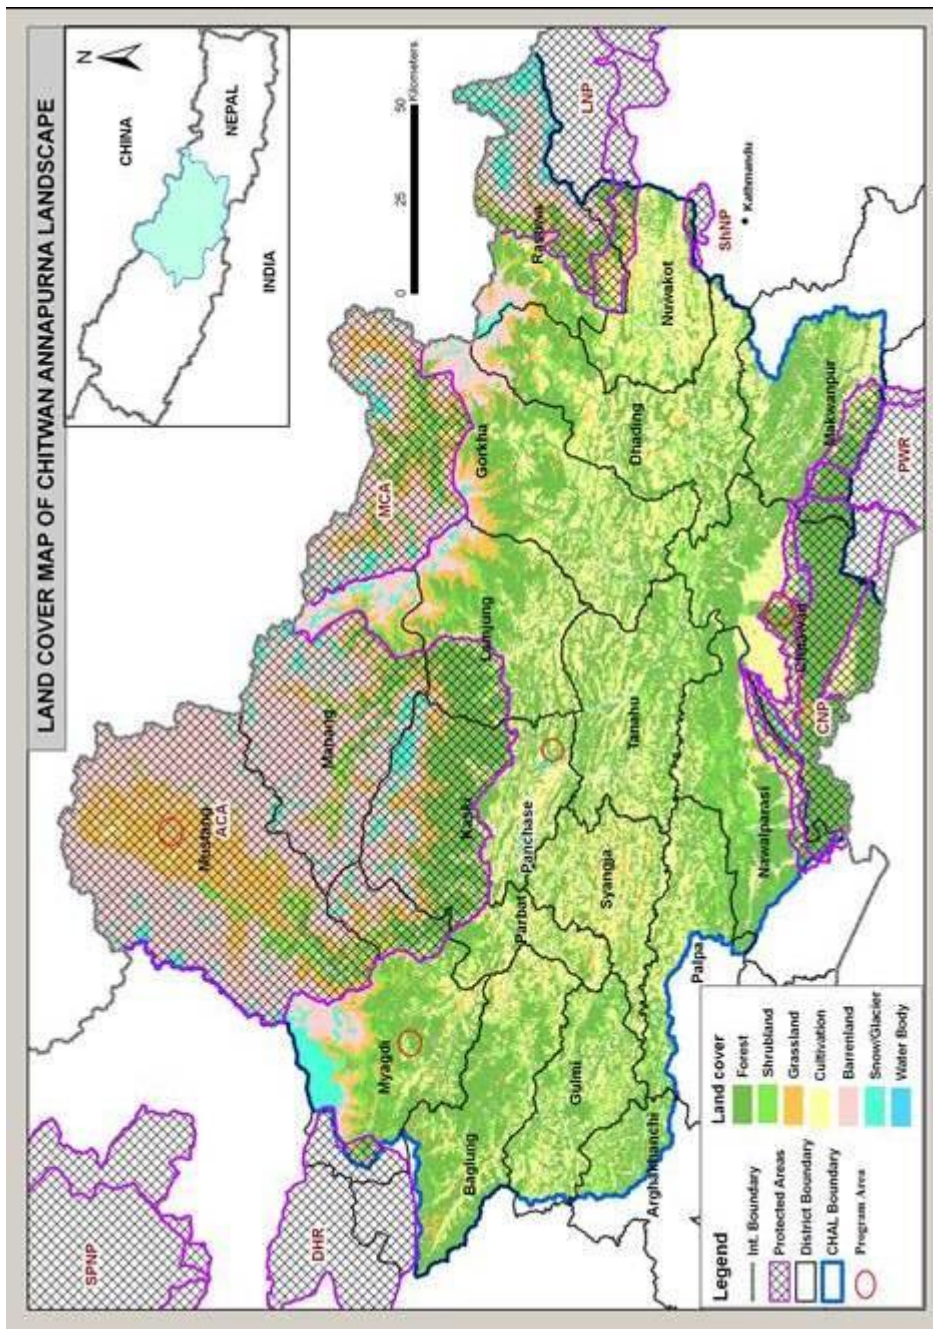 LAND COVER MAP OF CHITWAN ANNAPURNA LANDSCAPE
N
CHINA
NEPAL
INDIA
0 25 50
Kilometers
SPNP
DHR
Mustang
ACA
Manang
MCA
Myagdi
Kaski
Lamjung
Gorkha
Rasuwa
LNP
Baglung
Parbat
Panchase
Gulmi
Syangja
Tanahu
Dhading
Nuwakot
ShNP
Kathmandu
Arghakhanchi
Palpa
Nawalparasi
Chitawan
Makwanpur
CNP
PWR
Legend
Int. Boundary
Protected Areas
District Boundary
CHAL Boundary
Program Area
Land cover
Forest
Shrubland
Grassland
Cultivation
Barrenland
Snow/Glacier
Water Body